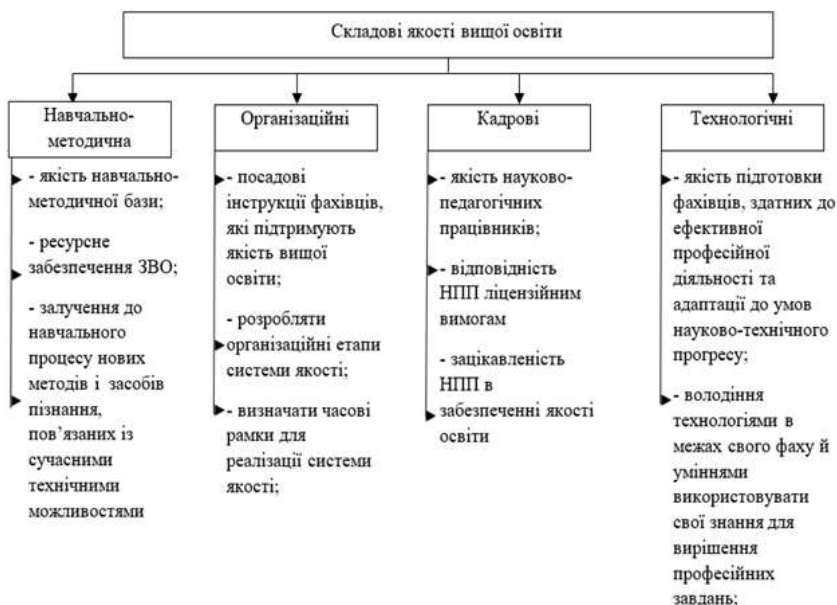 Складові якості вищої освіти
Навчально-
методична
- якість навчально-
методичної бази;
- ресурсне
забезпечення ЗВО;
- залучення до
навчального
процесу нових
методів і засобів
пізнання,
пов’язаних із
сучасними
технічними
можливостями
Організаційні
- посадові
інструкції фахівців,
які підтримують
якість вищої
освіти;
- розробляти
організаційні етапи
системи якості;
- визначати часові
рамки для
реалізації системи
якості;
Кадрові
- якість науково-
педагогічних
працівників;
- відповідність
НПП ліцензійним
вимогам
- зацікавленість
НПП в
забезпеченні якості
освіти
Технологічні
- якість підготовки
фахівців, здатних до
ефективної
професійної
діяльності та
адаптації до умов
науково-технічного
прогресу;
- володіння
технологіями в
межах свого фаху й
уміннями
використовувати
свої знання для
вирішення
професійних
завдань;